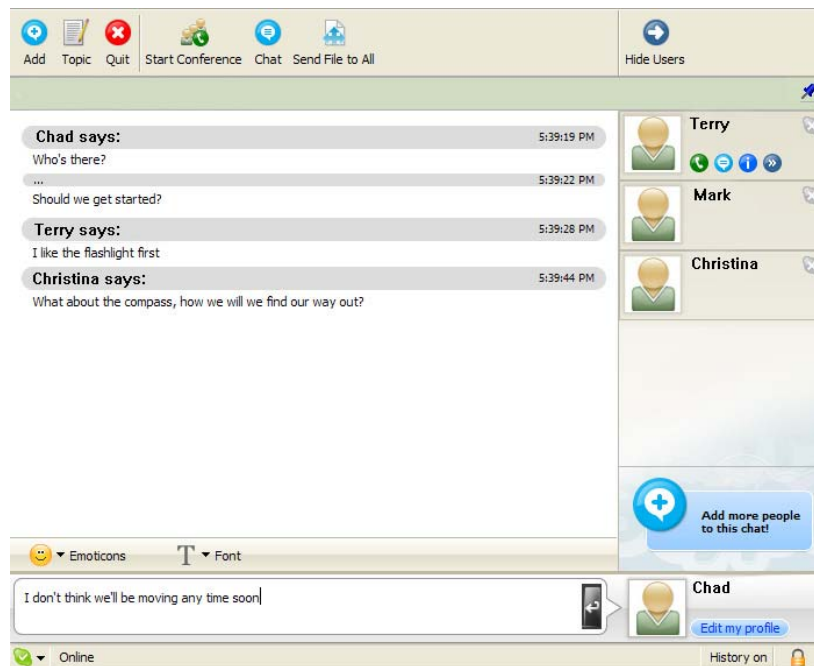 Add Topic Quit Start Conference Chat Send File to All Hide Users
Chad says: 5:39:19 PM
Who's there?
... 5:39:22 PM
Should we get started?
Terry says: 5:39:28 PM
I like the flashlight first
Christina says: 5:39:44 PM
What about the compass, how we will we find our way out?
Terry
Mark
Christina
Add more people
to this chat!
Emoticons T Font
I don't think we'll be moving any time soon
Chad
Edit my profile
Online History on